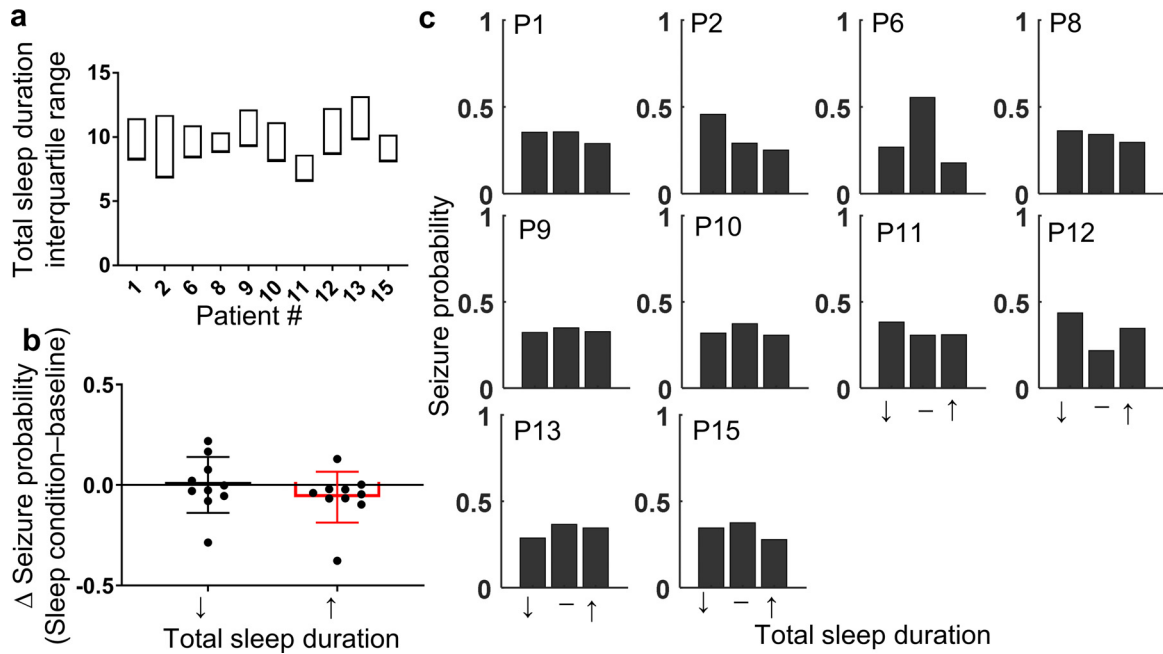 a
Total sleep duration
interquartile range
15
10
5
0
1 2 6 8 9 10 11 12 13 15
Patient #
b
Δ Seizure probability
(Sleep condition–baseline)
0.5
0.0
-0.5
↓ ↑
Total sleep duration
c
Seizure probability
P1 P2 P6 P8
1 1 1 1
0.5 0.5 0.5 0.5
0 0 0 0
P9 P10 P11 P12
1 1 1 1
0.5 0.5 0.5 0.5
0 0 0 0
↓ – ↑ ↓ – ↑
P13 P15
1 1
0.5 0.5
0 0
↓ – ↑ ↓ – ↑
Total sleep duration